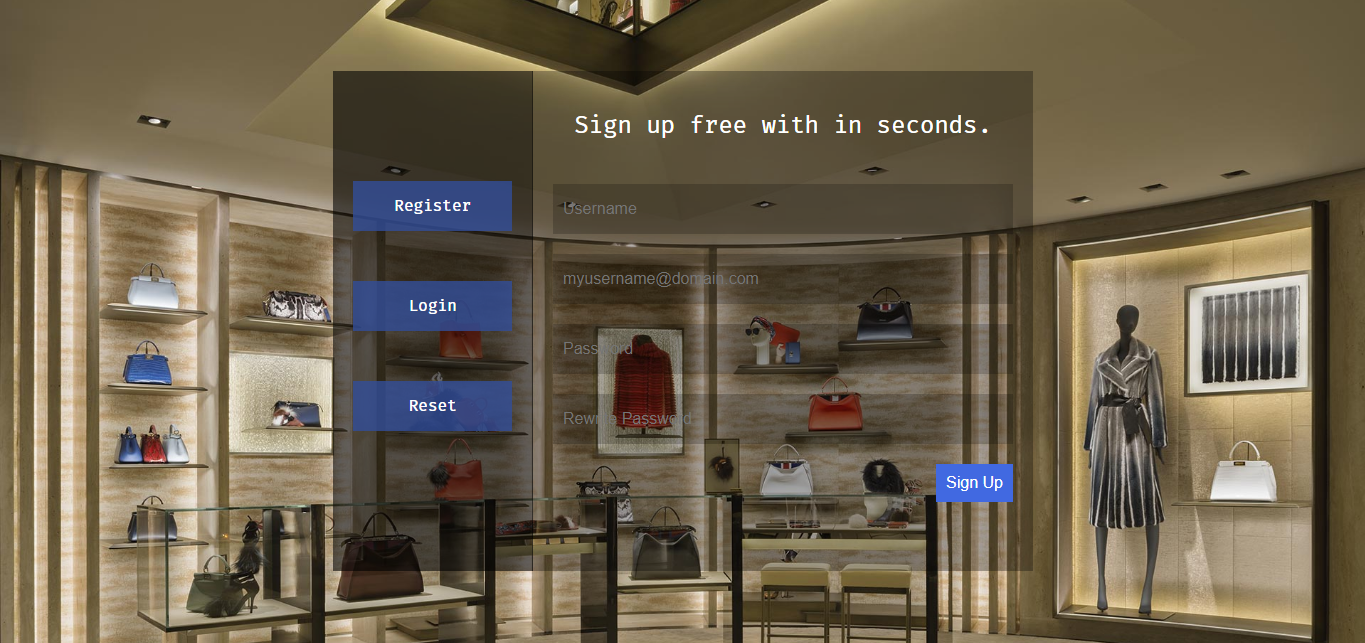 Sign up free with in seconds.
Register
Login
Reset
Username
myusername@domain.com
Password
Rewrite Password
Sign Up